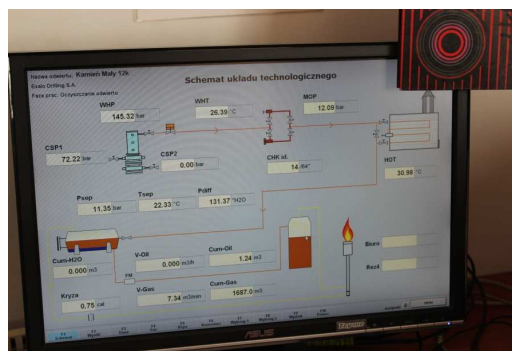 Nazwa odwiertu: Kamień Mały 12k
Exalo Drilling S.A.
Faza prac: Oczyszczanie odwiertu
Schemat układu technologicznego
WHP
145.32 bar
WHT
26.39 °C
MOP
12.09 bar
CSP1
72.22 bar
CSP2
0.00 bar
CHK id.
14 /64"
HOT
30.98 °C
Psep
11.35 bar
Tsep
22.33 °C
Pdiff
131.37 "H2O
Cum-H2O
0.000 m3
FM
V-Oil
0.000 m3/h
Cum-Oil
1.24 m3
Kryza
0.75 cal
V-Gas
7.34 m3/min
Cum-Gas
1687.0 m3
Biuro
Rezd.
ASUS